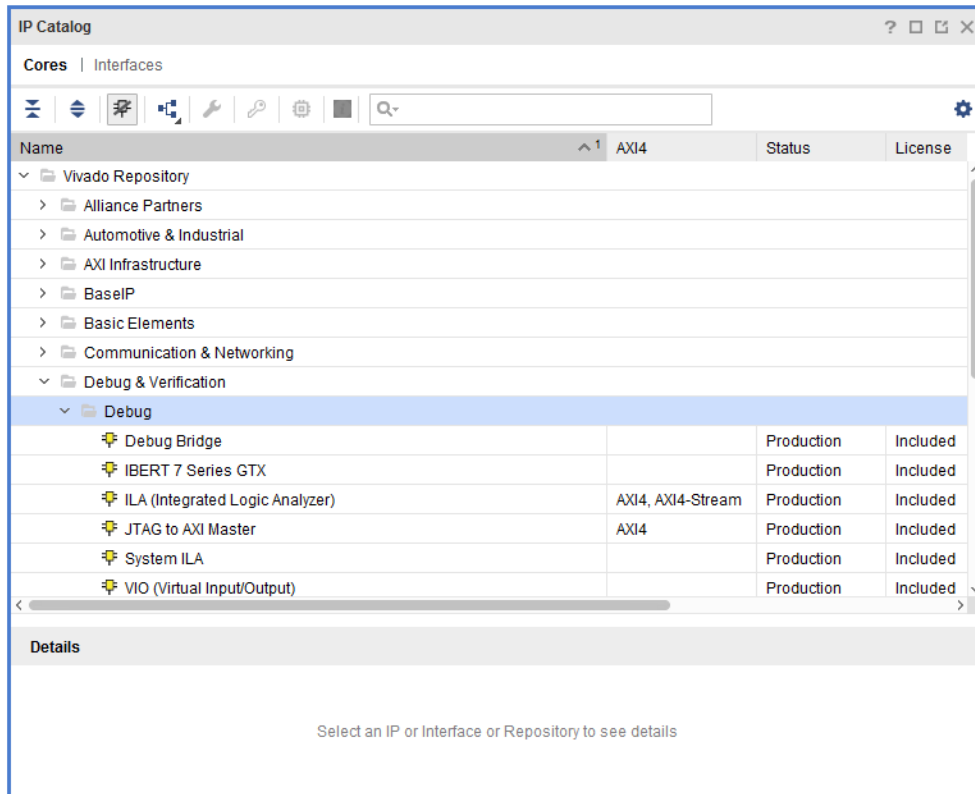 IP Catalog
Cores | Interfaces
Name 1 AXI4 Status License
Vivado Repository
Alliance Partners
Automotive & Industrial
AXI Infrastructure
BaseIP
Basic Elements
Communication & Networking
Debug & Verification
Debug
Debug Bridge Production Included
IBERT 7 Series GTX Production Included
ILA (Integrated Logic Analyzer) AXI4, AXI4-Stream Production Included
JTAG to AXI Master AXI4 Production Included
System ILA Production Included
VIO (Virtual Input/Output) Production Included
Details
Select an IP or Interface or Repository to see details